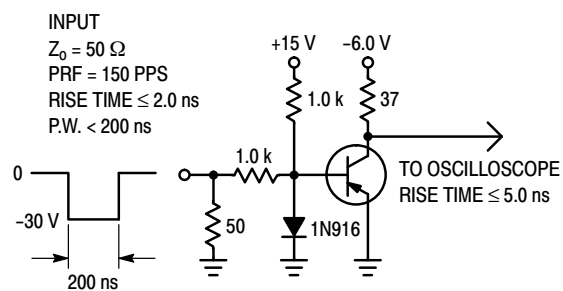 INPUT
Zo = 50 Ω
PRF = 150 PPS
RISE TIME ≤ 2.0 ns
P.W. < 200 ns
+15 V
−6.0 V
1.0 k
37
1.0 k
TO OSCILLOSCOPE
RISE TIME ≤ 5.0 ns
0
−30 V
50
1N916
200 ns